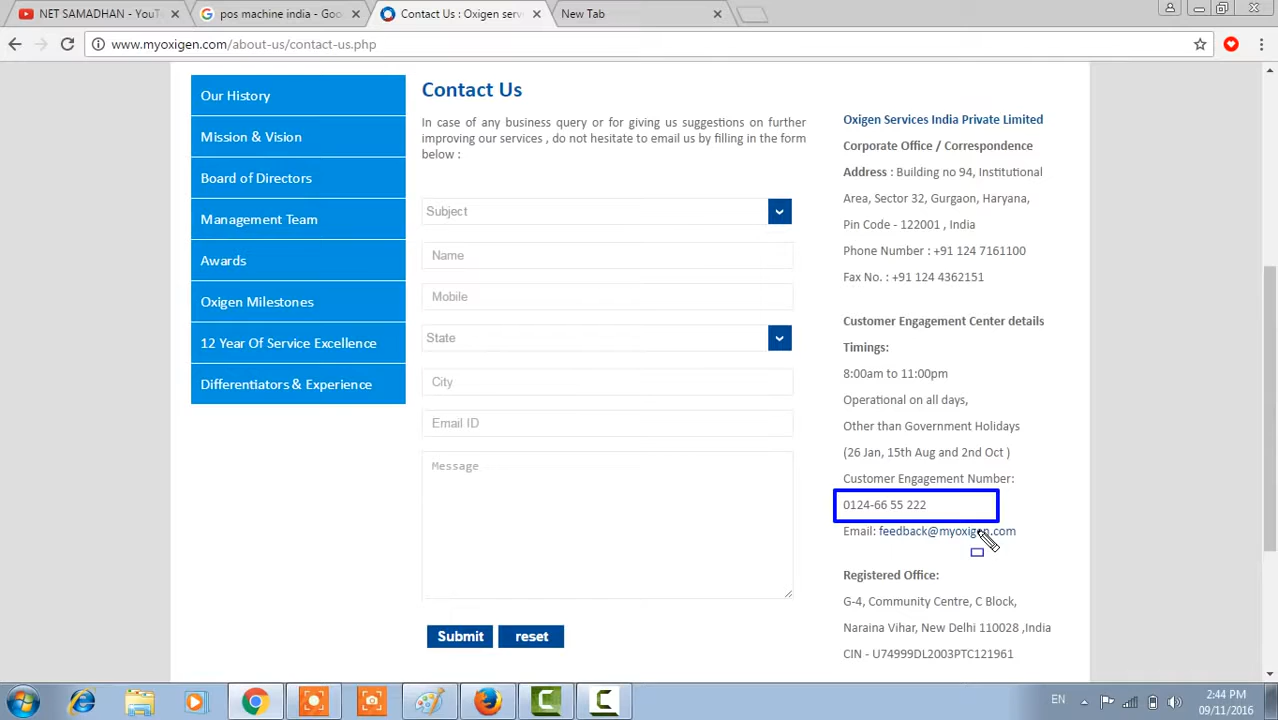 NET SAMADHAN - YouT
pos machine india - Goo
Contact Us : Oxigen serv
New Tab
www.myoxigen.com/about-us/contact-us.php
Our History
Mission & Vision
Board of Directors
Management Team
Awards
Oxigen Milestones
12 Year Of Service Excellence
Differentiators & Experience
Contact Us
In case of any business query or for giving us suggestions on further
improving our services , do not hesitate to email us by filling in the form
below :
Subject
Name
Mobile
State
City
Email ID
Message
Submit
reset
Oxigen Services India Private Limited
Corporate Office / Correspondence
Address : Building no 94, Institutional
Area, Sector 32, Gurgaon, Haryana,
Pin Code - 122001 , India
Phone Number : +91 124 7161100
Fax No. : +91 124 4362151
Customer Engagement Center details
Timings:
8:00am to 11:00pm
Operational on all days,
Other than Government Holidays
(26 Jan, 15th Aug and 2nd Oct )
Customer Engagement Number:
0124-66 55 222
Email: feedback@myoxigen.com
Registered Office:
G-4, Community Centre, C Block,
Naraina Vihar, New Delhi 110028 ,India
CIN - U74999DL2003PTC121961
EN
2:44 PM
09/11/2016